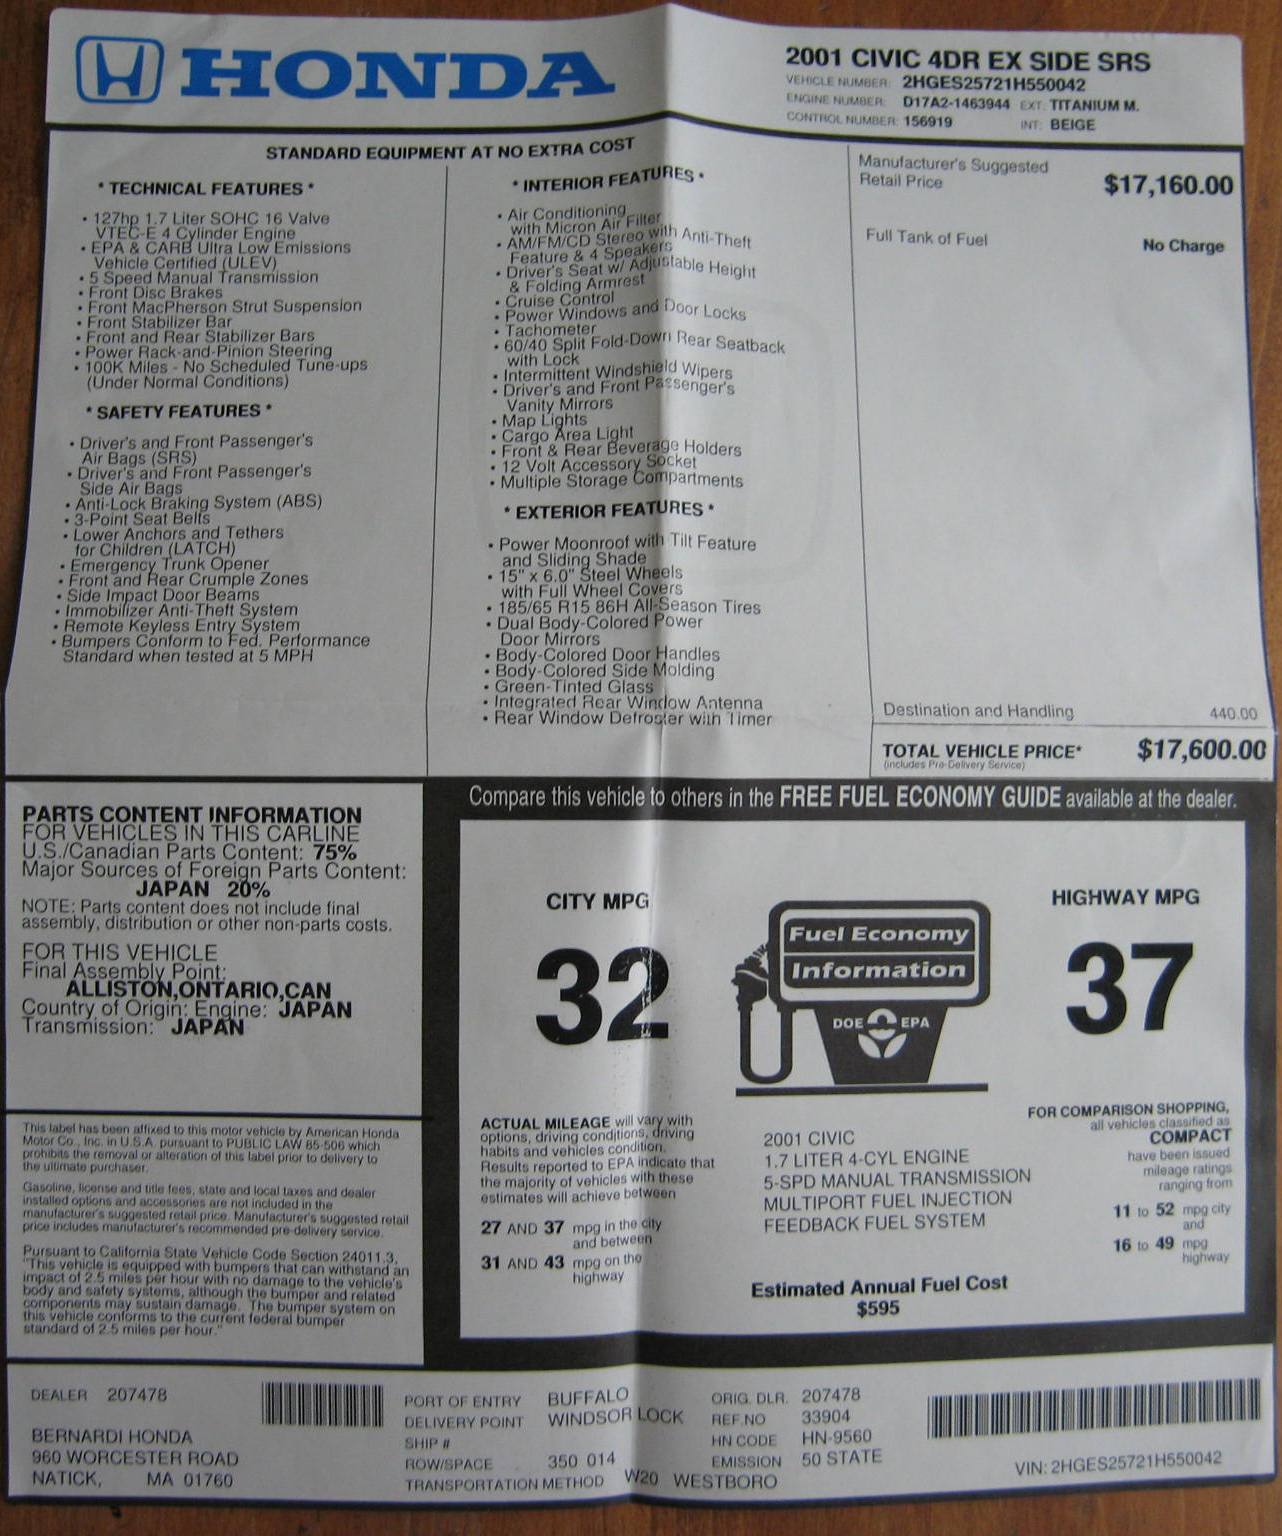 HONDA
2001 CIVIC 4DR EX SIDE SRS
VEHICLE NUMBER: 2HGES25721H550042
ENGINE NUMBER: D17A2-1463944 EXT: TITANIUM M.
CONTROL NUMBER: 156919 INT: BEIGE
STANDARD EQUIPMENT AT NO EXTRA COST
* TECHNICAL FEATURES *
• 127hp 1.7 Liter SOHC 16 Valve
VTEC-E 4 Cylinder Engine
• EPA & CARB Ultra Low Emissions
Vehicle Certified (ULEV)
• 5 Speed Manual Transmission
• Front Disc Brakes
• Front MacPherson Strut Suspension
• Front Stabilizer Bar
• Front and Rear Stabilizer Bars
• Power Rack-and-Pinion Steering
• 100K Miles - No Scheduled Tune-ups
(Under Normal Conditions)
* SAFETY FEATURES *
• Driver's and Front Passenger's
Air Bags (SRS)
• Driver's and Front Passenger's
Side Air Bags
• Anti-Lock Braking System (ABS)
• 3-Point Seat Belts
• Lower Anchors and Tethers
for Children (LATCH)
• Emergency Trunk Opener
• Front and Rear Crumple Zones
• Side Impact Door Beams
• Immobilizer Anti-Theft System
• Remote Keyless Entry System
• Bumpers Conform to Fed. Performance
Standard when tested at 5 MPH
* INTERIOR FEATURES *
• Air Conditioning
with Micron Air Filter
• AM/FM/CD Stereo with Anti-Theft
Feature & 4 Speakers
• Driver's Seat w/ Adjustable Height
& Folding Armrest
• Cruise Control
• Power Windows and Door Locks
• Tachometer
• 60/40 Split Fold-Down Rear Seatback
with Lock
• Intermittent Windshield Wipers
• Driver's and Front Passenger's
Vanity Mirrors
• Map Lights
• Cargo Area Light
• Front & Rear Beverage Holders
• 12 Volt Accessory Socket
• Multiple Storage Compartments
* EXTERIOR FEATURES *
• Power Moonroof with Tilt Feature
and Sliding Shade
• 15" x 6.0" Steel Wheels
with Full Wheel Covers
• 185/65 R15 86H All-Season Tires
• Dual Body-Colored Power
Door Mirrors
• Body-Colored Door Handles
• Body-Colored Side Molding
• Green-Tinted Glass
• Integrated Rear Window Antenna
• Rear Window Defroster with Timer
Manufacturer's Suggested
Retail Price $17,160.00
Full Tank of Fuel No Charge
Destination and Handling 440.00
TOTAL VEHICLE PRICE* $17,600.00
(includes Pre-Delivery Service)
PARTS CONTENT INFORMATION
FOR VEHICLES IN THIS CARLINE
U.S./Canadian Parts Content: 75%
Major Sources of Foreign Parts Content:
JAPAN 20%
NOTE: Parts content does not include final
assembly, distribution or other non-parts costs.
FOR THIS VEHICLE
Final Assembly Point:
ALLISTON,ONTARIO,CAN
Country of Origin: Engine: JAPAN
Transmission: JAPAN
This label has been affixed to this motor vehicle by American Honda
Motor Co., Inc. in U.S.A. pursuant to PUBLIC LAW 85-506 which
prohibits the removal or alteration of this label prior to delivery to
the ultimate purchaser.
Gasoline, license and title fees, state and local taxes and dealer
installed options and accessories are not included in the
manufacturer's suggested retail price. Manufacturer's suggested retail
price includes manufacturer's recommended pre-delivery service.
Pursuant to California State Vehicle Code Section 24011.3,
"This vehicle is equipped with bumpers that can withstand an
impact of 2.5 miles per hour with no damage to the vehicle's
body and safety systems, although the bumper and related
components may sustain damage. The bumper system on
this vehicle conforms to the current federal bumper
standard of 2.5 miles per hour."
Compare this vehicle to others in the FREE FUEL ECONOMY GUIDE available at the dealer.
CITY MPG
32
Fuel Economy
Information
DOE EPA
HIGHWAY MPG
37
ACTUAL MILEAGE will vary with
options, driving conditions, driving
habits and vehicles condition.
Results reported to EPA indicate that
the majority of vehicles with these
estimates will achieve between
27 AND 37 mpg in the city
and between
31 AND 43 mpg on the
highway
2001 CIVIC
1.7 LITER 4-CYL ENGINE
5-SPD MANUAL TRANSMISSION
MULTIPORT FUEL INJECTION
FEEDBACK FUEL SYSTEM
Estimated Annual Fuel Cost
$595
FOR COMPARISON SHOPPING,
all vehicles classified as
COMPACT
have been issued
mileage ratings
ranging from
11 to 52 mpg city
and
16 to 49 mpg
highway
DEALER 207478
BERNARDI HONDA
960 WORCESTER ROAD
NATICK, MA 01760
PORT OF ENTRY BUFFALO
DELIVERY POINT WINDSOR LOCK
SHIP #
ROW/SPACE 350 014
TRANSPORTATION METHOD W20 WESTBORO
ORIG. DLR. 207478
REF.NO 33904
HN CODE HN-9560
EMISSION 50 STATE
VIN: 2HGES25721H550042